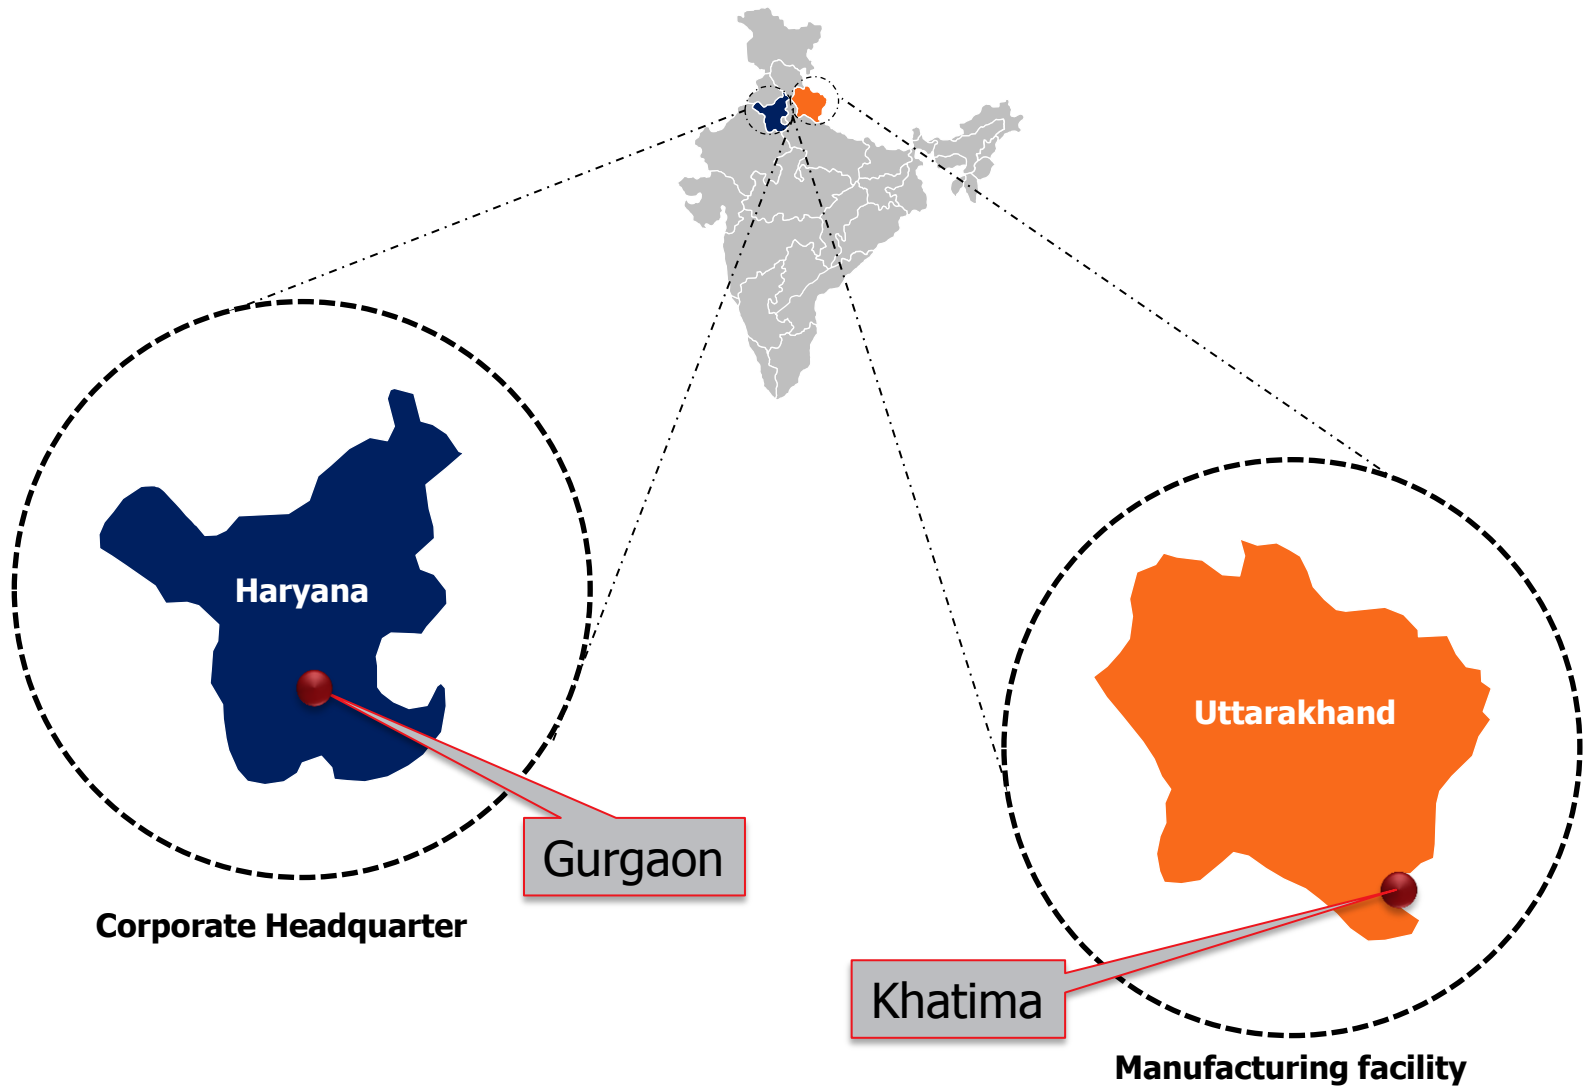 Haryana
Gurgaon
Corporate Headquarter
Uttarakhand
Khatima
Manufacturing facility